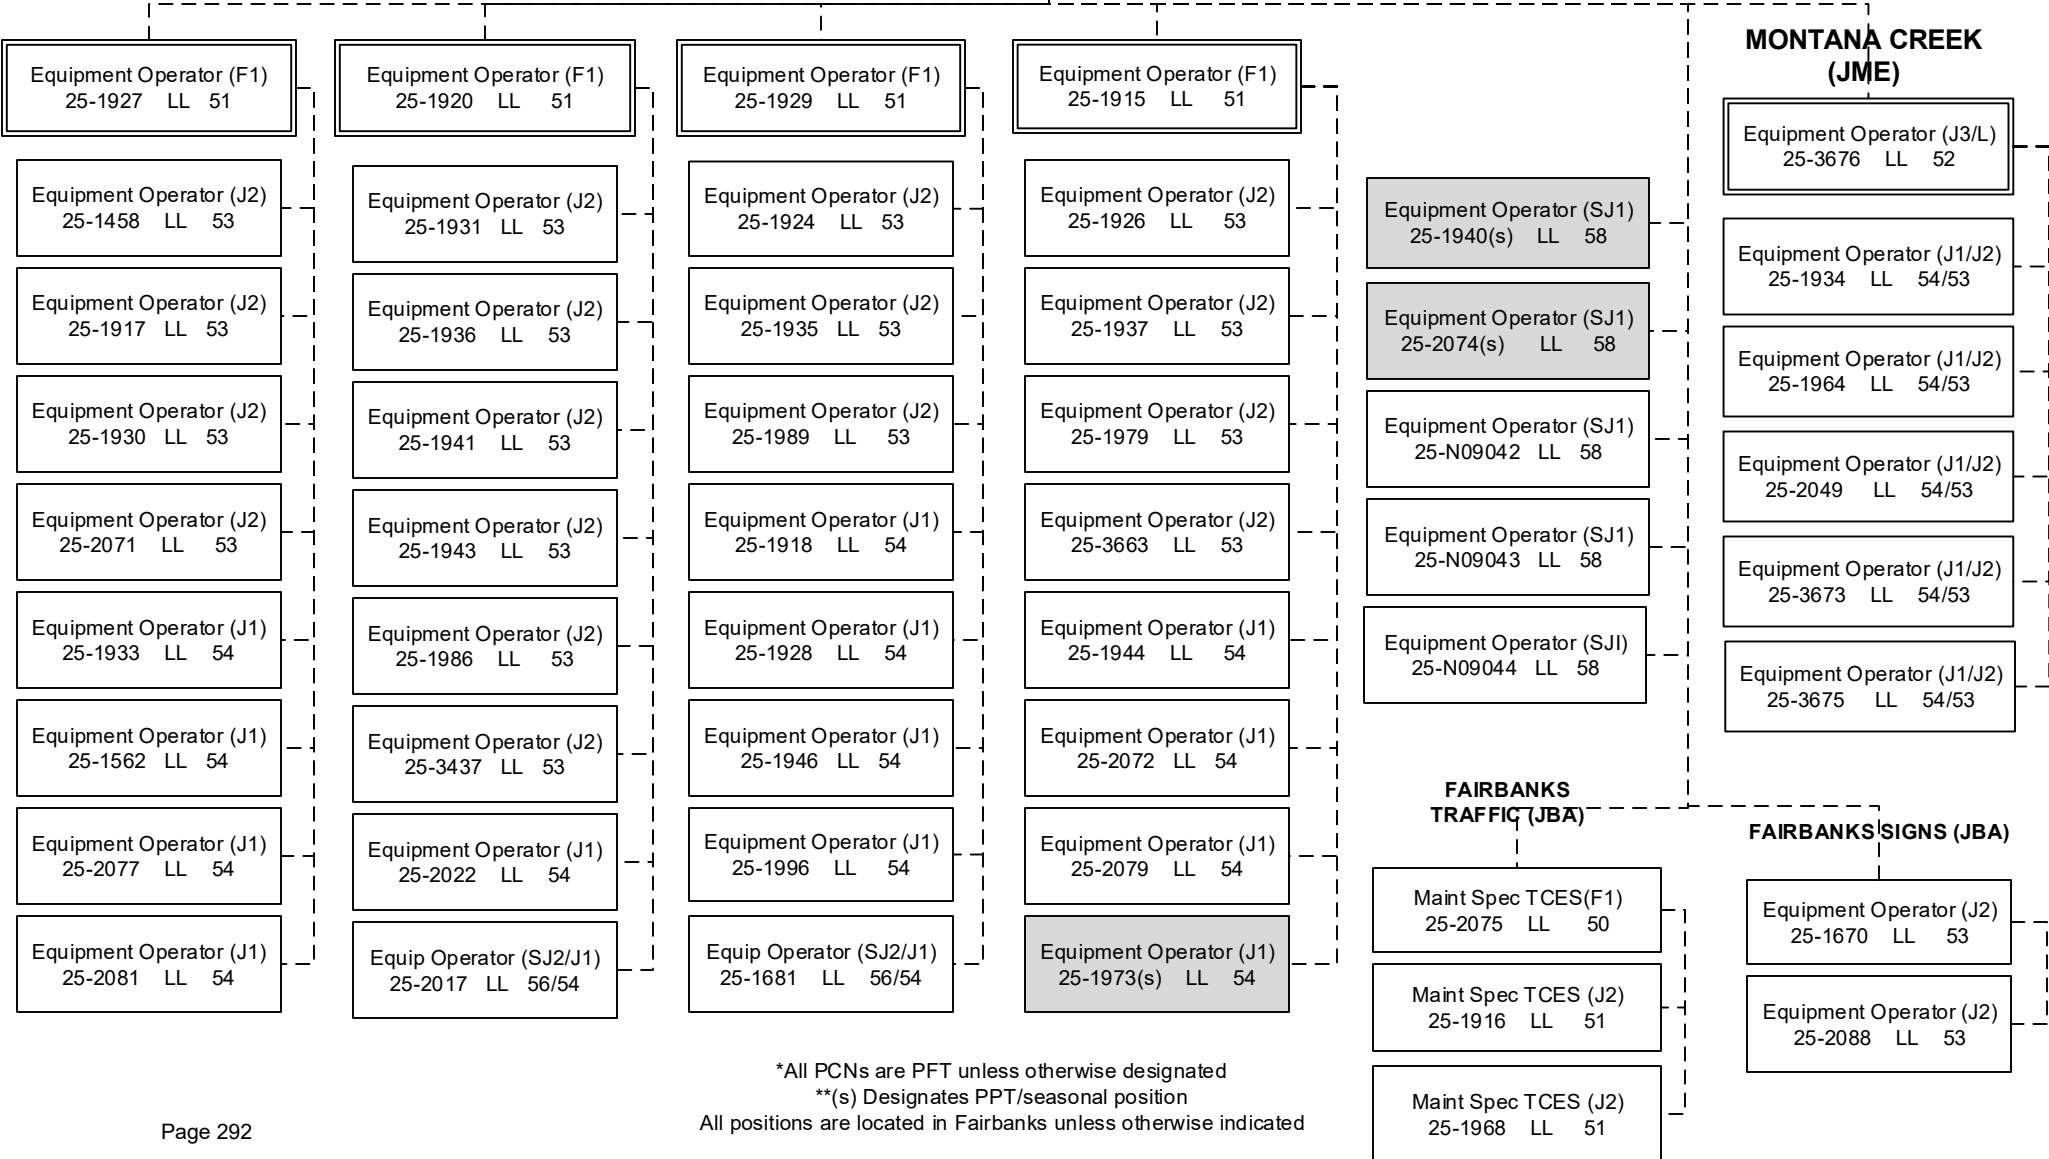 Equipment Operator (F1)
25-1927 LL 51
Equipment Operator (J2)
25-1458 LL 53
Equipment Operator (J2)
25-1917 LL 53
Equipment Operator (J2)
25-1930 LL 53
Equipment Operator (J2)
25-2071 LL 53
Equipment Operator (J1)
25-1933 LL 54
Equipment Operator (J1)
25-1562 LL 54
Equipment Operator (J1)
25-2077 LL 54
Equipment Operator (J1)
25-2081 LL 54
Equipment Operator (F1)
25-1920 LL 51
Equipment Operator (J2)
25-1931 LL 53
Equipment Operator (J2)
25-1936 LL 53
Equipment Operator (J2)
25-1941 LL 53
Equipment Operator (J2)
25-1943 LL 53
Equipment Operator (J2)
25-1986 LL 53
Equipment Operator (J2)
25-3437 LL 53
Equipment Operator (J1)
25-2022 LL 54
Equip Operator (SJ2/J1)
25-2017 LL 56/54
Equipment Operator (F1)
25-1929 LL 51
Equipment Operator (J2)
25-1924 LL 53
Equipment Operator (J2)
25-1935 LL 53
Equipment Operator (J2)
25-1989 LL 53
Equipment Operator (J1)
25-1918 LL 54
Equipment Operator (J1)
25-1928 LL 54
Equipment Operator (J1)
25-1946 LL 54
Equipment Operator (J1)
25-1996 LL 54
Equip Operator (SJ2/J1)
25-1681 LL 56/54
Equipment Operator (F1)
25-1915 LL 51
Equipment Operator (J2)
25-1926 LL 53
Equipment Operator (J2)
25-1937 LL 53
Equipment Operator (J2)
25-1979 LL 53
Equipment Operator (J2)
25-3663 LL 53
Equipment Operator (J1)
25-1944 LL 54
Equipment Operator (J1)
25-2072 LL 54
Equipment Operator (J1)
25-2079 LL 54
Equipment Operator (J1)
25-1973(s) LL 54
Equipment Operator (SJ1)
25-1940(s) LL 58
Equipment Operator (SJ1)
25-2074(s) LL 58
Equipment Operator (SJ1)
25-N09042 LL 58
Equipment Operator (SJ1)
25-N09043 LL 58
Equipment Operator (SJI)
25-N09044 LL 58
MONTANA CREEK
(JME)
Equipment Operator (J3/L)
25-3676 LL 52
Equipment Operator (J1/J2)
25-1934 LL 54/53
Equipment Operator (J1/J2)
25-1964 LL 54/53
Equipment Operator (J1/J2)
25-2049 LL 54/53
Equipment Operator (J1/J2)
25-3673 LL 54/53
Equipment Operator (J1/J2)
25-3675 LL 54/53
FAIRBANKS
TRAFFIC (JBA)
Maint Spec TCES(F1)
25-2075 LL 50
Maint Spec TCES (J2)
25-1916 LL 51
Maint Spec TCES (J2)
25-1968 LL 51
FAIRBANKS SIGNS (JBA)
Equipment Operator (J2)
25-1670 LL 53
Equipment Operator (J2)
25-2088 LL 53
*All PCNs are PFT unless otherwise designated
**(s) Designates PPT/seasonal position
All positions are located in Fairbanks unless otherwise indicated
Page 292